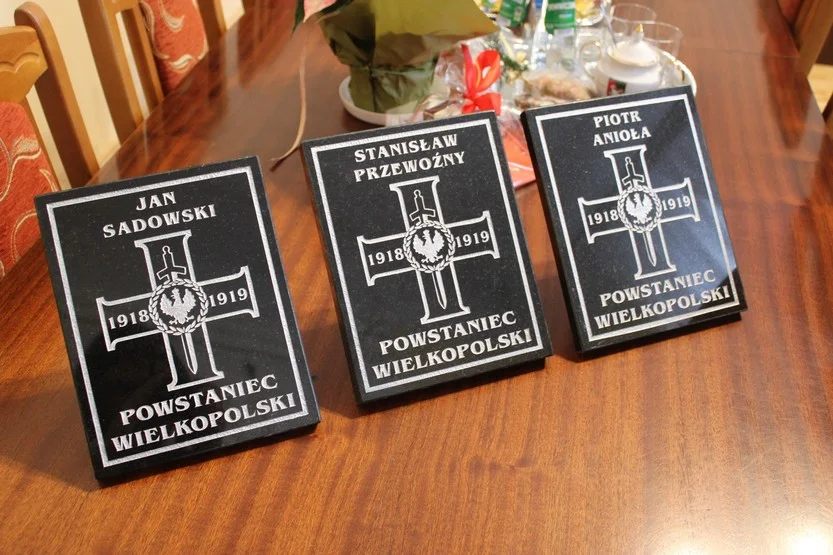 JAN
SADOWSKI
1918 1919
POWSTANIEC
WIELKOPOLSKI
STANISŁAW
PRZEWOŹNY
1918 1919
POWSTANIEC
WIELKOPOLSKI
PIOTR
ANIOŁA
1918 1919
POWSTANIEC
WIELKOPOLSKI